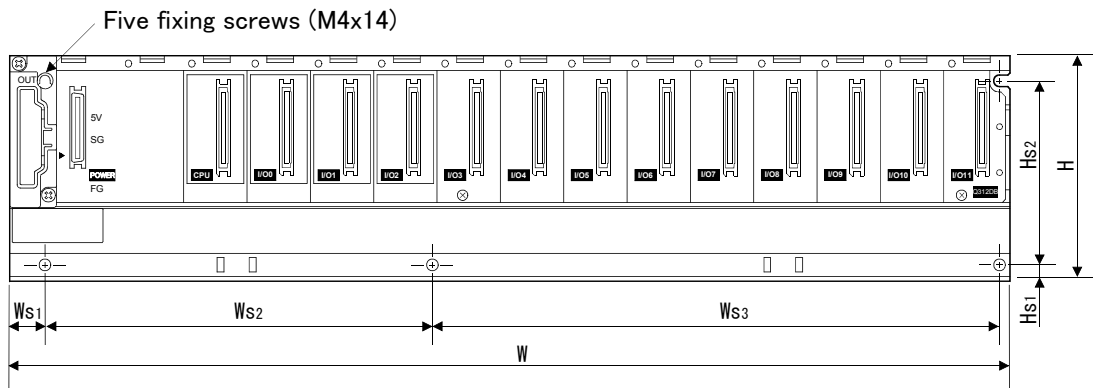 Five fixing screws (M4x14)
OUT
5V
SG
POWER
FG
CPU
I/O0
I/O1
I/O2
I/O3
I/O4
I/O5
I/O6
I/O7
I/O8
I/O9
I/O10
I/O11
Q312DB
Hs2
H
Hs1
Ws1
Ws2
Ws3
W